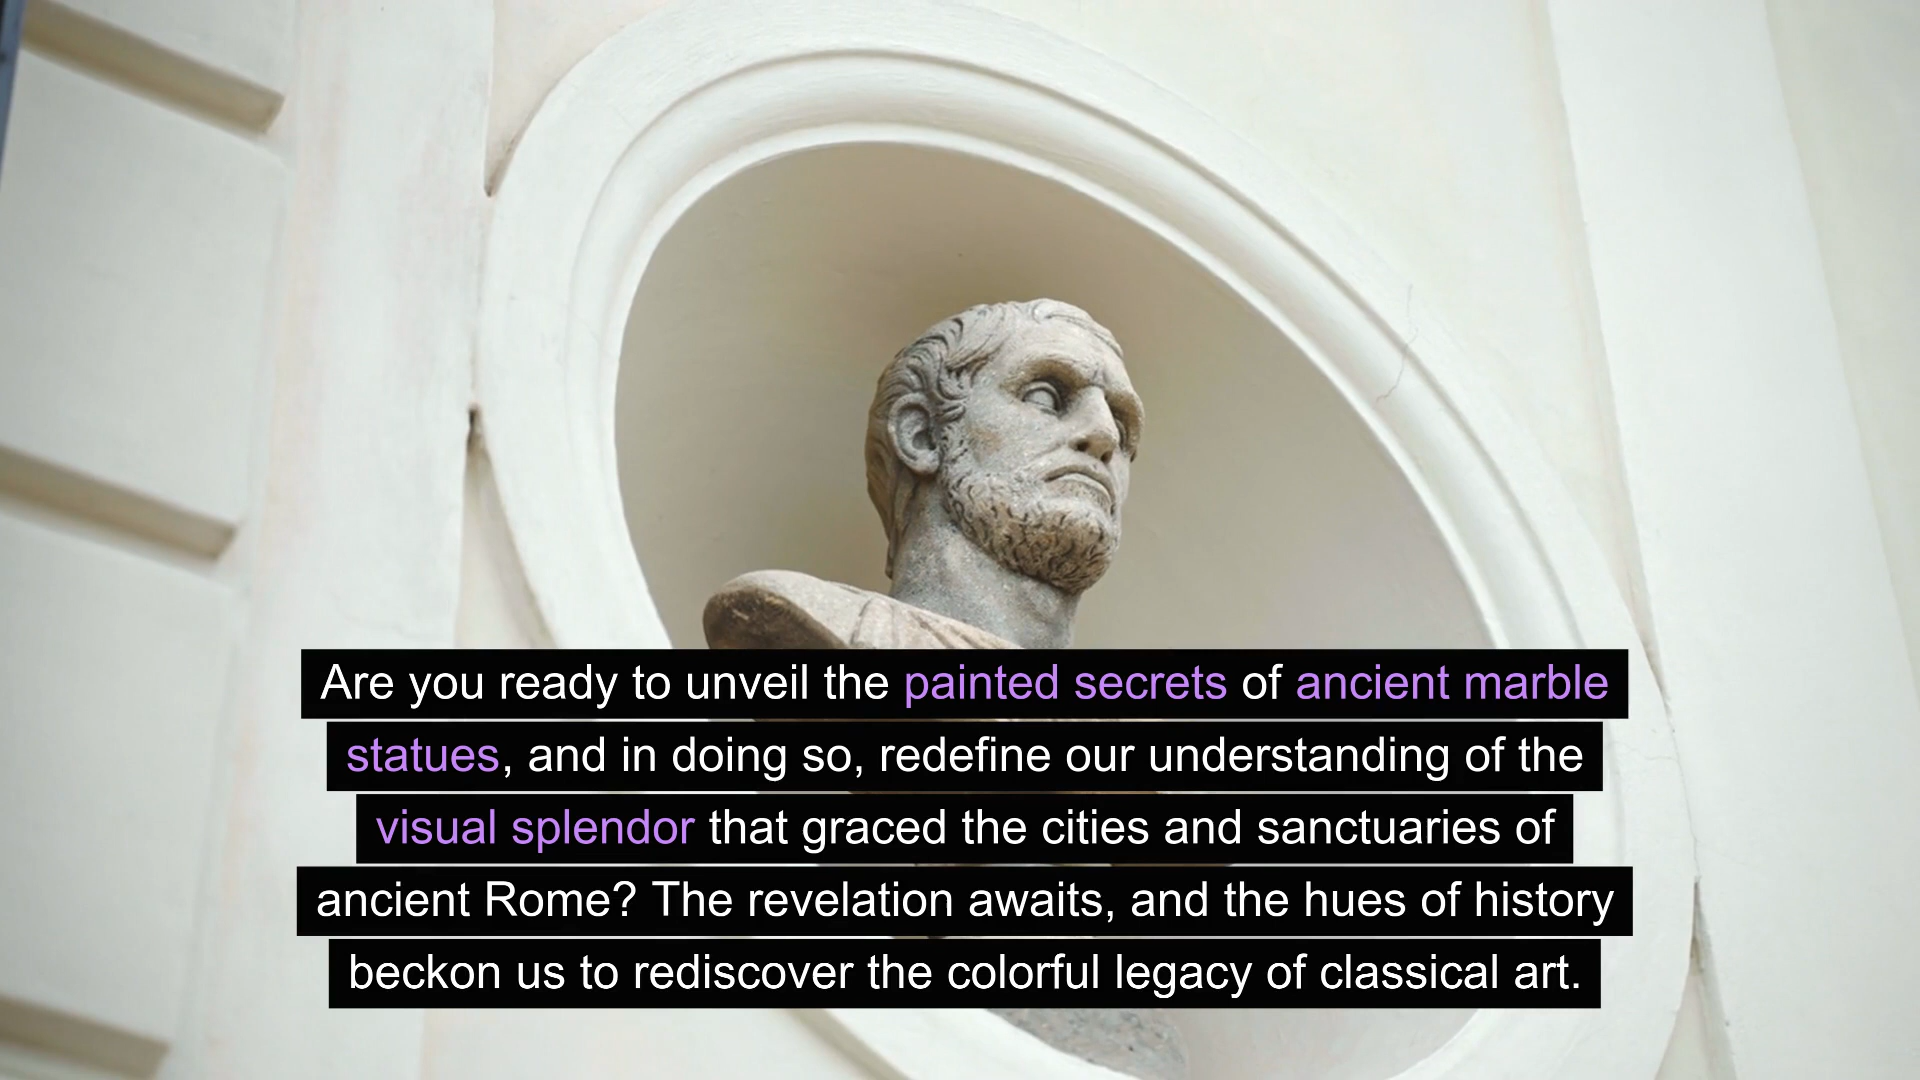 Are you ready to unveil the painted secrets of ancient marble
statues, and in doing so, redefine our understanding of the
visual splendor that graced the cities and sanctuaries of
ancient Rome? The revelation awaits, and the hues of history
beckon us to rediscover the colorful legacy of classical art.